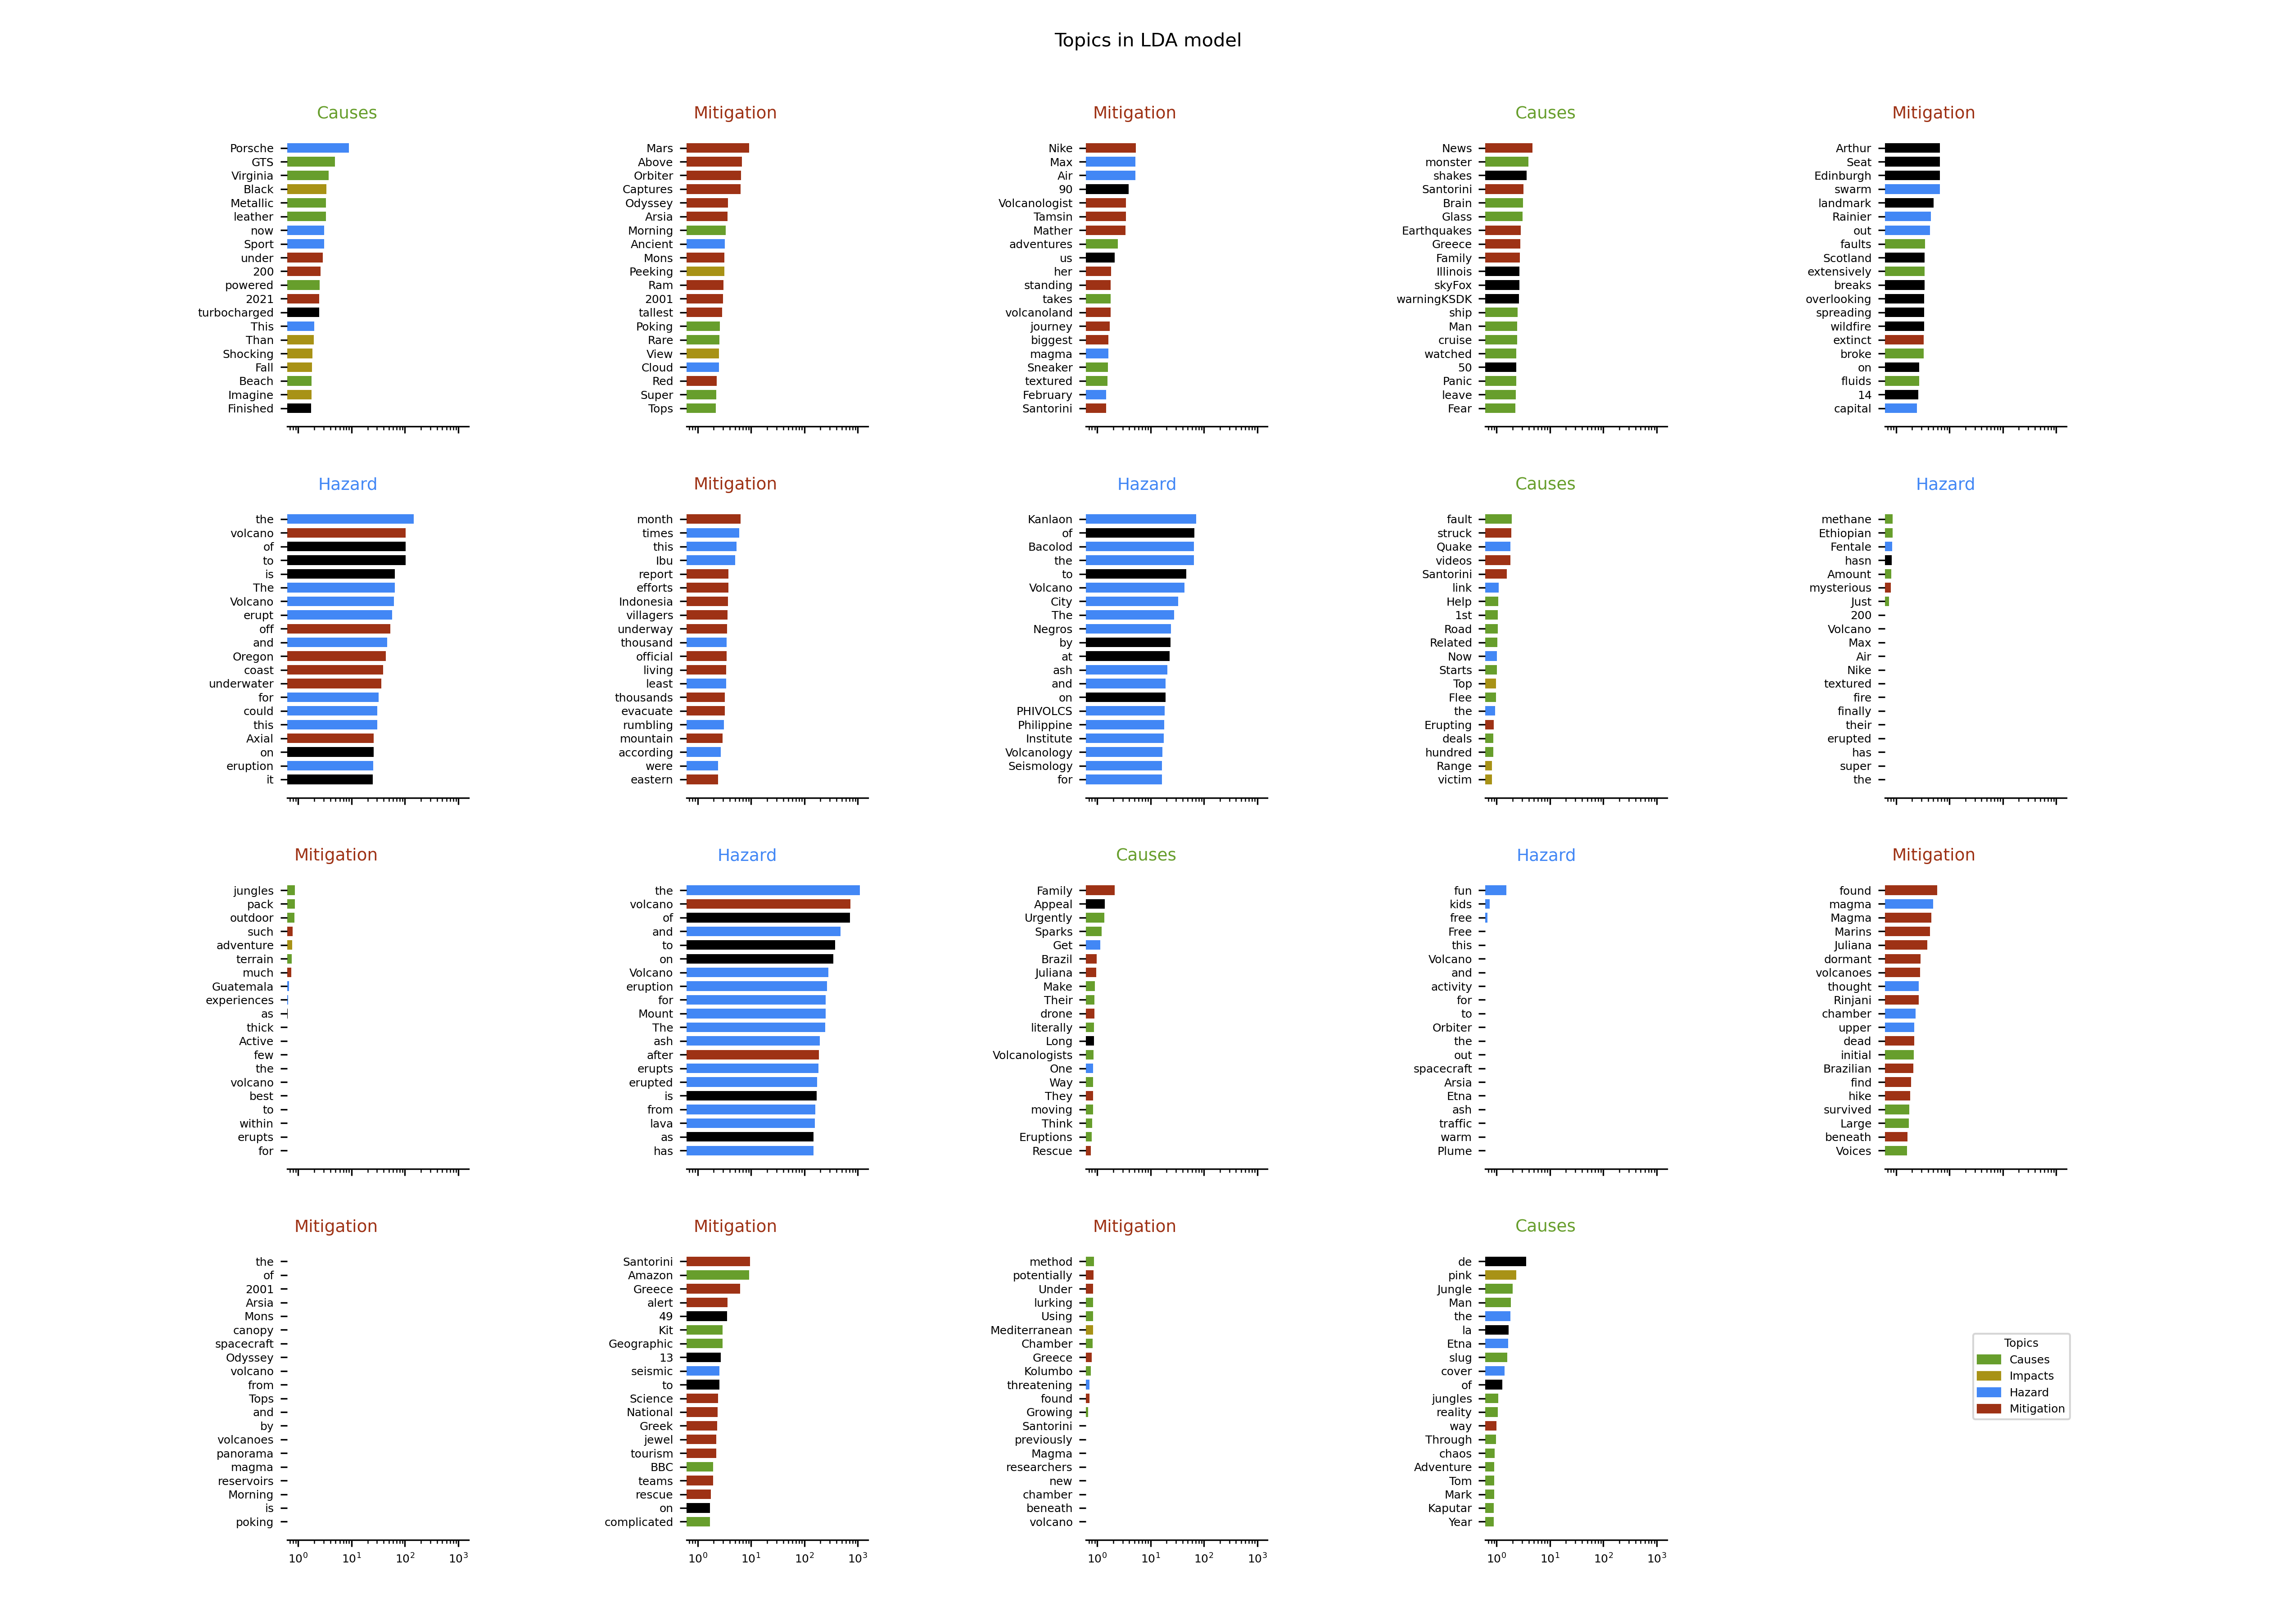 Topics in LDA model
Causes
Porsche
GTS
Virginia
Black
Metallic
leather
now
Sport
under
200
powered
2021
turbocharged
This
Than
Shocking
Fall
Beach
Imagine
Finished
Mitigation
Mars
Above
Orbiter
Captures
Odyssey
Arsia
Morning
Ancient
Mons
Peeking
Ram
2001
tallest
Poking
Rare
View
Cloud
Red
Super
Tops
Mitigation
Nike
Max
Air
90
Volcanologist
Tamsin
Mather
adventures
us
her
standing
takes
volcanoland
journey
biggest
magma
Sneaker
textured
February
Santorini
Causes
News
monster
shakes
Santorini
Brain
Glass
Earthquakes
Greece
Family
Illinois
skyFox
warningKSDK
ship
Man
cruise
watched
50
Panic
leave
Fear
Mitigation
Arthur
Seat
Edinburgh
swarm
landmark
Rainier
out
faults
Scotland
extensively
breaks
overlooking
spreading
wildfire
extinct
broke
on
fluids
14
capital
Hazard
the
volcano
of
to
is
The
Volcano
erupt
off
and
Oregon
coast
underwater
for
could
this
Axial
on
eruption
it
Mitigation
month
times
this
Ibu
report
efforts
Indonesia
villagers
underway
thousand
official
living
least
thousands
evacuate
rumbling
mountain
according
were
eastern
Hazard
Kanlaon
of
Bacolod
the
to
Volcano
City
The
Negros
by
at
ash
and
on
PHIVOLCS
Philippine
Institute
Volcanology
Seismology
for
Causes
fault
struck
Quake
videos
Santorini
link
Help
1st
Road
Related
Now
Starts
Top
Flee
the
Erupting
deals
hundred
Range
victim
Hazard
methane
Ethiopian
Fentale
hasn
Amount
mysterious
Just
200
Volcano
Max
Air
Nike
textured
fire
finally
their
erupted
has
super
the
Mitigation
jungles
pack
outdoor
such
adventure
terrain
much
Guatemala
experiences
as
thick
Active
few
the
volcano
best
to
within
erupts
for
Hazard
the
volcano
of
and
to
on
Volcano
eruption
for
Mount
The
ash
after
erupts
erupted
is
from
lava
as
has
Causes
Family
Appeal
Urgently
Sparks
Get
Brazil
Juliana
Make
Their
drone
literally
Long
Volcanologists
One
Way
They
moving
Think
Eruptions
Rescue
Hazard
fun
kids
free
Free
this
Volcano
and
activity
for
to
Orbiter
the
out
spacecraft
Arsia
Etna
ash
traffic
warm
Plume
Mitigation
found
magma
Magma
Marins
Juliana
dormant
volcanoes
thought
Rinjani
chamber
upper
dead
initial
Brazilian
find
hike
survived
Large
beneath
Voices
Mitigation
the
of
2001
Arsia
Mons
canopy
spacecraft
Odyssey
volcano
from
Tops
and
by
volcanoes
panorama
magma
reservoirs
Morning
is
poking
10⁰ 10¹ 10² 10³
Mitigation
Santorini
Amazon
Greece
alert
49
Kit
Geographic
13
seismic
to
Science
National
Greek
jewel
tourism
BBC
teams
rescue
on
complicated
10⁰ 10¹ 10² 10³
Mitigation
method
potentially
Under
lurking
Using
Mediterranean
Chamber
Greece
Kolumbo
threatening
found
Growing
Santorini
previously
Magma
researchers
new
chamber
beneath
volcano
10⁰ 10¹ 10² 10³
Causes
de
pink
Jungle
Man
the
la
Etna
slug
cover
of
jungles
reality
way
Through
chaos
Adventure
Tom
Mark
Kaputar
Year
10⁰ 10¹ 10² 10³
Topics
Causes
Impacts
Hazard
Mitigation